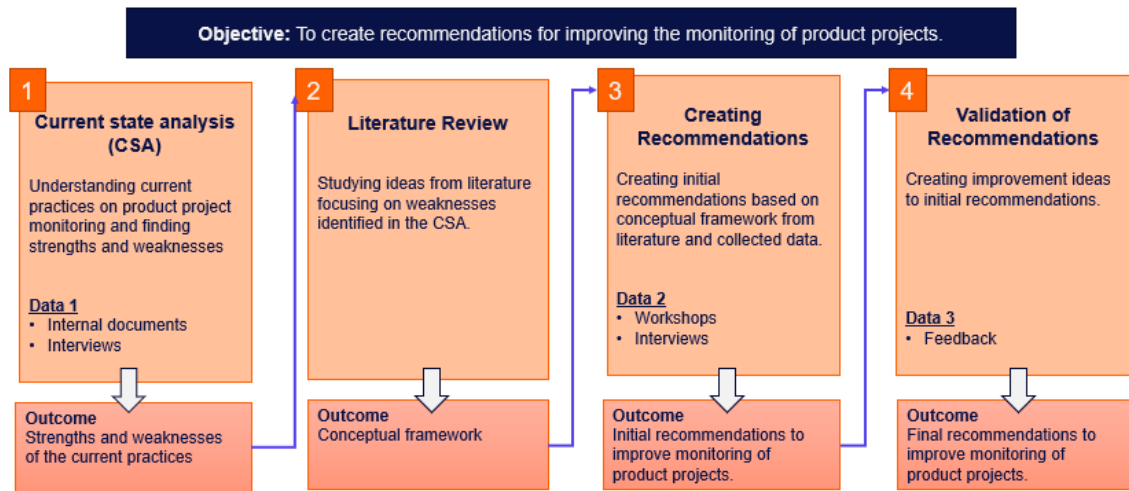 Objective: To create recommendations for improving the monitoring of product projects.
1
Current state analysis
(CSA)
Understanding current
practices on product project
monitoring and finding
strengths and weaknesses
Data 1
• Internal documents
• Interviews
Outcome
Strengths and weaknesses
of the current practices
2
Literature Review
Studying ideas from literature
focusing on weaknesses
identified in the CSA.
Outcome
Conceptual framework
3
Creating
Recommendations
Creating initial
recommendations based on
conceptual framework from
literature and collected data.
Data 2
• Workshops
• Interviews
Outcome
Initial recommendations to
improve monitoring of
product projects.
4
Validation of
Recommendations
Creating improvement ideas
to initial recommendations.
Data 3
• Feedback
Outcome
Final recommendations to
improve monitoring of
product projects.